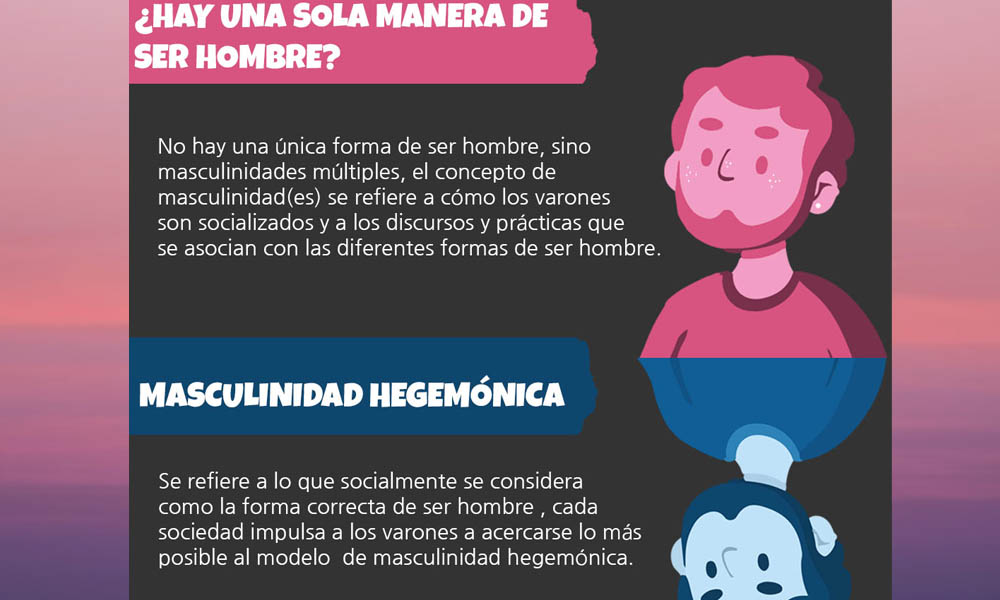 ¿HAY UNA SOLA MANERA DE
SER HOMBRE?
No hay una única forma de ser hombre, sino
masculinidades múltiples, el concepto de
masculinidad(es) se refiere a cómo los varones
son socializados y a los discursos y prácticas que
se asocian con las diferentes formas de ser hombre.
MASCULINIDAD HEGEMÓNICA
Se refiere a lo que socialmente se considera
como la forma correcta de ser hombre , cada
sociedad impulsa a los varones a acercarse lo más
posible al modelo  de masculinidad hegemónica.